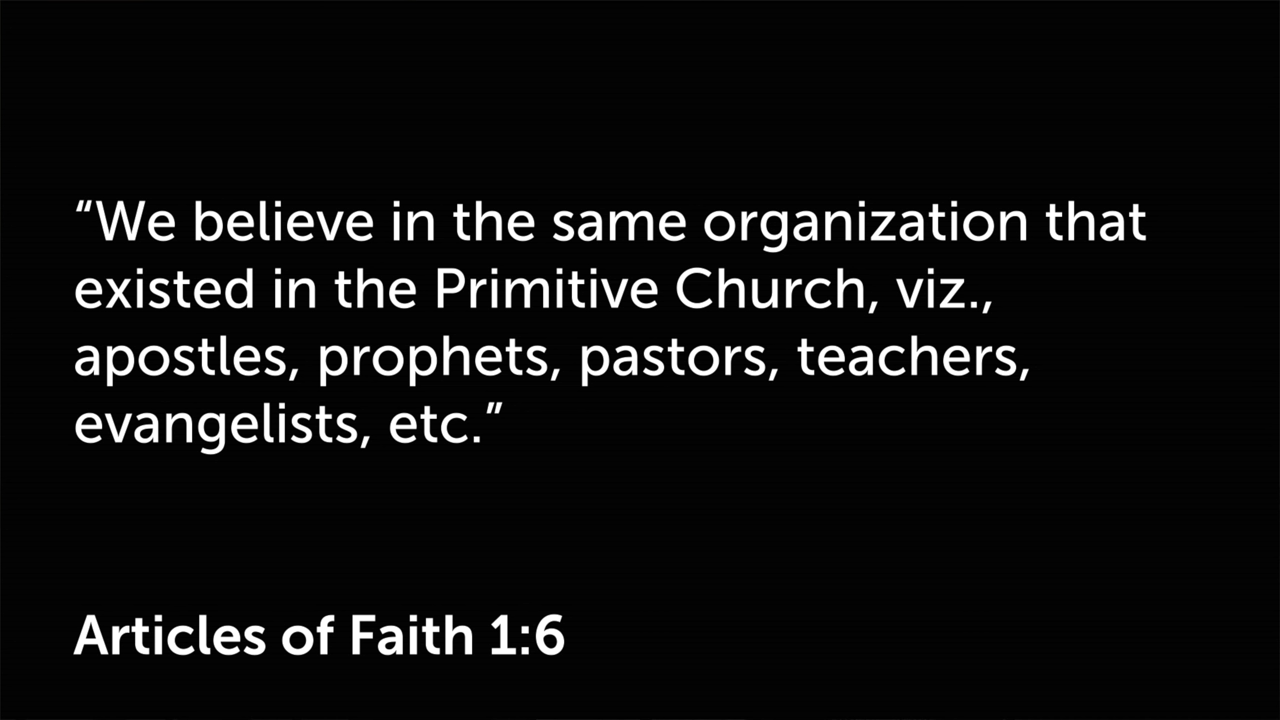 “We believe in the same organization that
existed in the Primitive Church, viz.,
apostles, prophets, pastors, teachers,
evangelists, etc.”
Articles of Faith 1:6